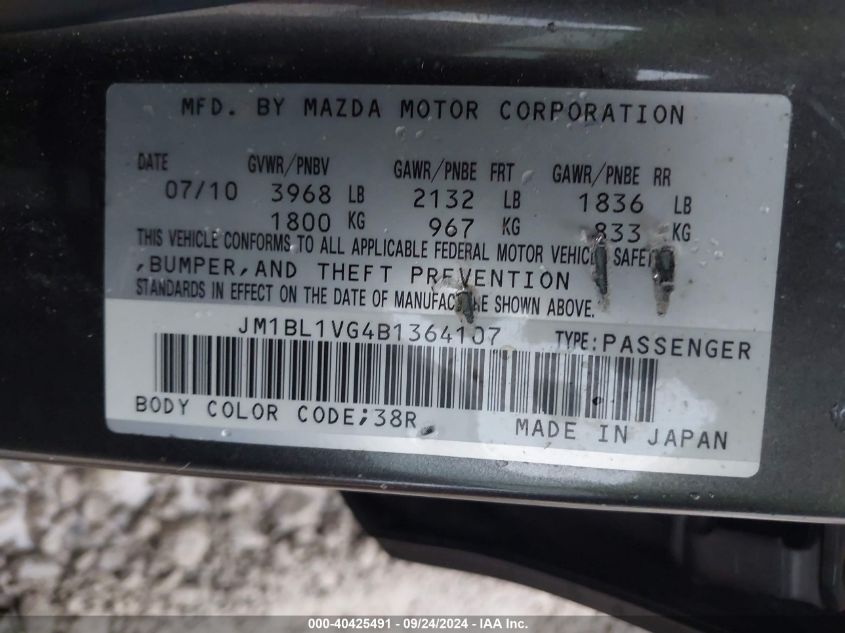 MFD. BY MAZDA MOTOR CORPORATION
DATE GVWR/PNBV GAWR/PNBE FRT GAWR/PNBE RR
07/10 3968 LB 2132 LB 1836 LB
1800 KG 967 KG 833 KG
THIS VEHICLE CONFORMS TO ALL APPLICABLE FEDERAL MOTOR VEHICLE SAFETY
,BUMPER,AND THEFT PREVENTION
STANDARDS IN EFFECT ON THE DATE OF MANUFACTURE SHOWN ABOVE.
JM1BL1VG4B1364107 TYPE:PASSENGER
BODY COLOR CODE;38R
MADE IN JAPAN
000-40425491 - 09/24/2024 - IAA Inc.